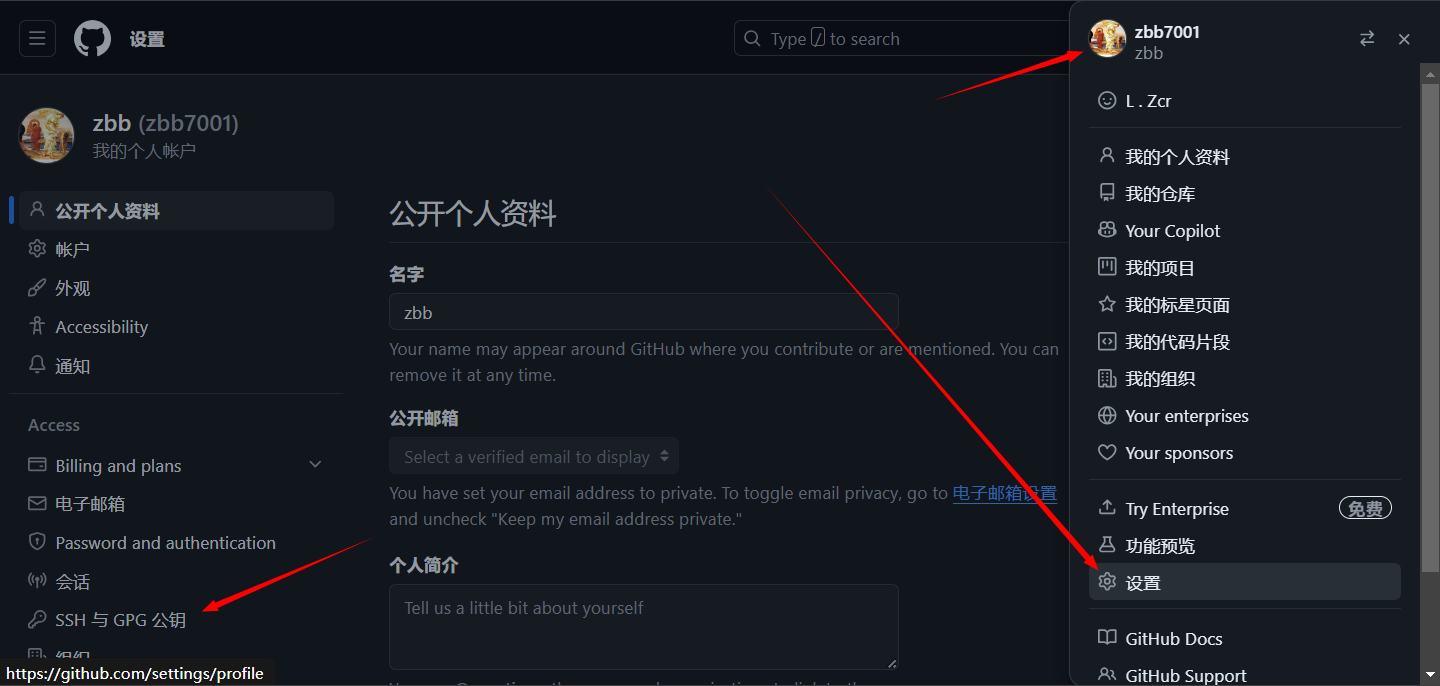 设置
Type / to search
zbb (zbb7001)
我的个人帐户
公开个人资料
帐户
外观
Accessibility
通知
Access
Billing and plans
电子邮箱
Password and authentication
会话
SSH 与 GPG 公钥
组织
https://github.com/settings/profile
公开个人资料
名字
zbb
Your name may appear around GitHub where you contribute or are mentioned. You can
remove it at any time.
公开邮箱
Select a verified email to display
You have set your email address to private. To toggle email privacy, go to 电子邮箱设置
and uncheck "Keep my email address private."
个人简介
Tell us a little bit about yourself
zbb7001
zbb
L . Zcr
我的个人资料
我的仓库
Your Copilot
我的项目
我的标星页面
我的代码片段
我的组织
Your enterprises
Your sponsors
Try Enterprise 免费
功能预览
设置
GitHub Docs
GitHub Support